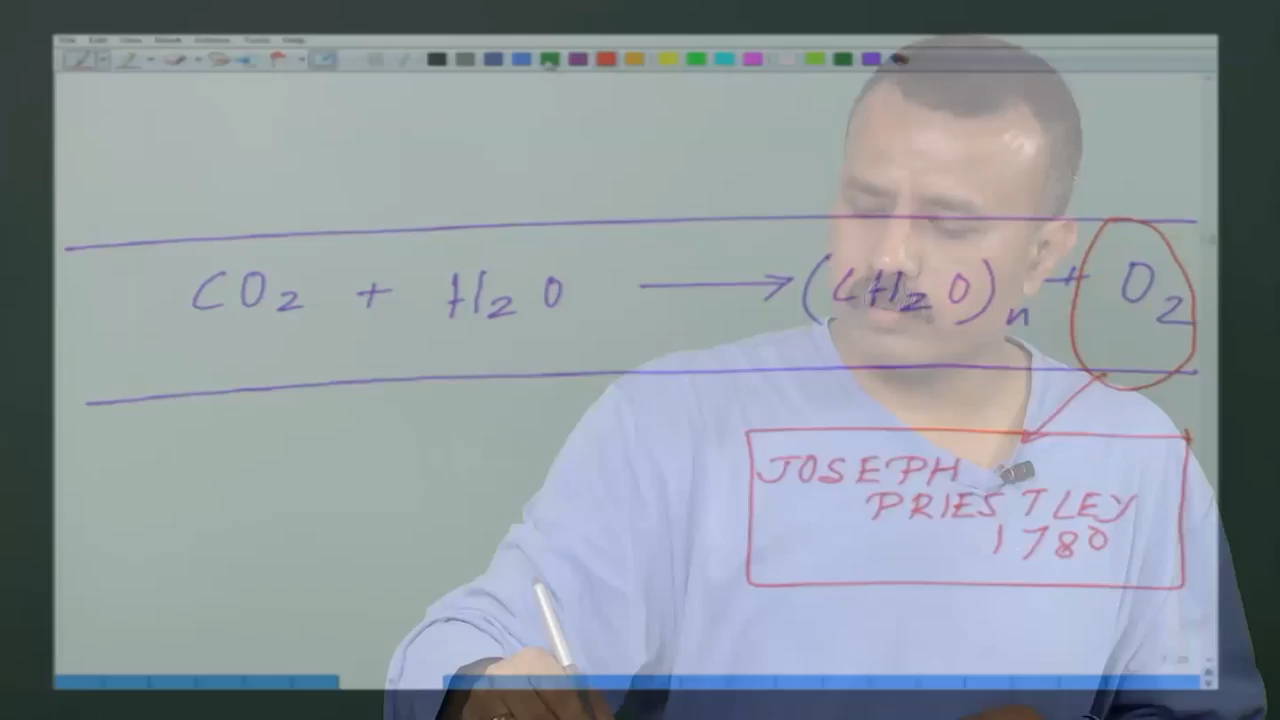 CO2 + H2O ⟶ (CH2O)n + O2
JOSEPH
PRIESTLEY
1780